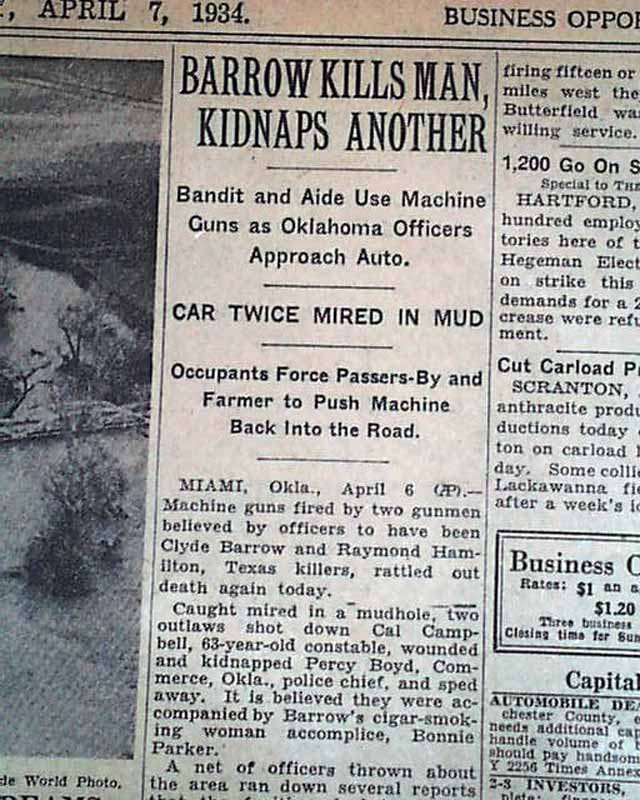 , APRIL 7, 1934.
BUSINESS OPPOR
BARROW KILLS MAN,
KIDNAPS ANOTHER
Bandit and Aide Use Machine
Guns as Oklahoma Officers
Approach Auto.
CAR TWICE MIRED IN MUD
Occupants Force Passers-By and
Farmer to Push Machine
Back Into the Road.
MIAMI, Okla., April 6 (AP).—
Machine guns fired by two gunmen
believed by officers to have been
Clyde Barrow and Raymond Ham-
ilton, Texas killers, rattled out
death again today.
Caught mired in a mudhole, two
outlaws shot down Cal Camp-
bell, 63-year-old constable, wounded
and kidnapped Percy Boyd, Com-
merce, Okla., police chief, and sped
away. It is believed they were ac-
companied by Barrow's cigar-smok-
ing woman accomplice, Bonnie
Parker.
A net of officers thrown about
the area ran down several reports
de World Photo.
firing fifteen or
miles west the
Butterfield wa
willing service.
1,200 Go On S
Special to THE
HARTFORD,
hundred employ
tories here of t
Hegeman Elect
on strike this
demands for a 2
crease were refu
ment.
Cut Carload P
SCRANTON,
anthracite produ
ductions today
ton on carload l
day. Some collie
Lackawanna fie
after a week's i
Business O
Rates: $1 an a
$1.20
Three business
Closing time for Sun
Capital
AUTOMOBILE DEA
chester County, e
needs additional cap
handle volume of
should pay handsom
Y 2256 Times Annex
2-3 INVESTORS,